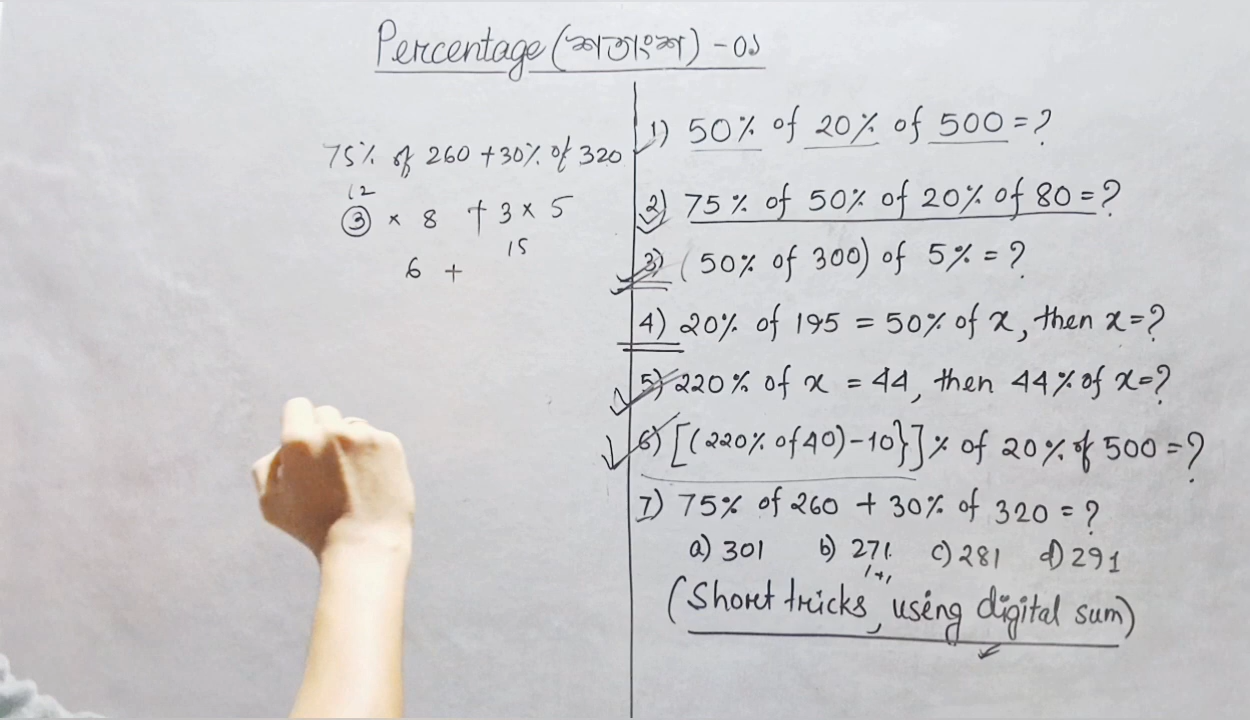 Percentage (শতাংশ) - ০১
75% of 260 + 30% of 320
12
3 × 8 + 3 × 5
15
6 +
1) 50% of 20% of 500 = ?
2) 75% of 50% of 20% of 80 = ?
3) (50% of 300) of 5% = ?
4) 20% of 195 = 50% of x, then x = ?
5) 220% of x = 44, then 44% of x = ?
6) [(220% of 40) - 10}] % of 20% of 500 = ?
7) 75% of 260 + 30% of 320 = ?
a) 301 b) 271 c) 281 d) 291
1+1
(Short tricks, using digital sum)